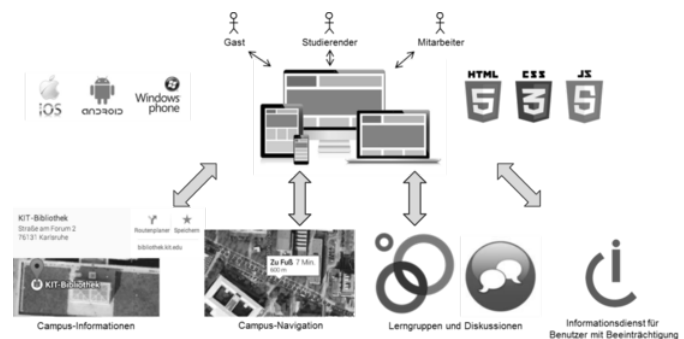 Gast
Studierender
Mitarbeiter
iOS
ANDROID
Windows
phone
HTML
5
CSS
3
JS
5
KIT-Bibliothek
Straße am Forum 2
76131 Karlsruhe
Routenplaner
Speichern
bibliothek.kit.edu
KIT-Bibliothek
Zu Fuß 7 Min.
600 m
Campus-Informationen
Campus-Navigation
Lerngruppen und Diskussionen
Informationsdienst für
Benutzer mit Beeinträchtigung